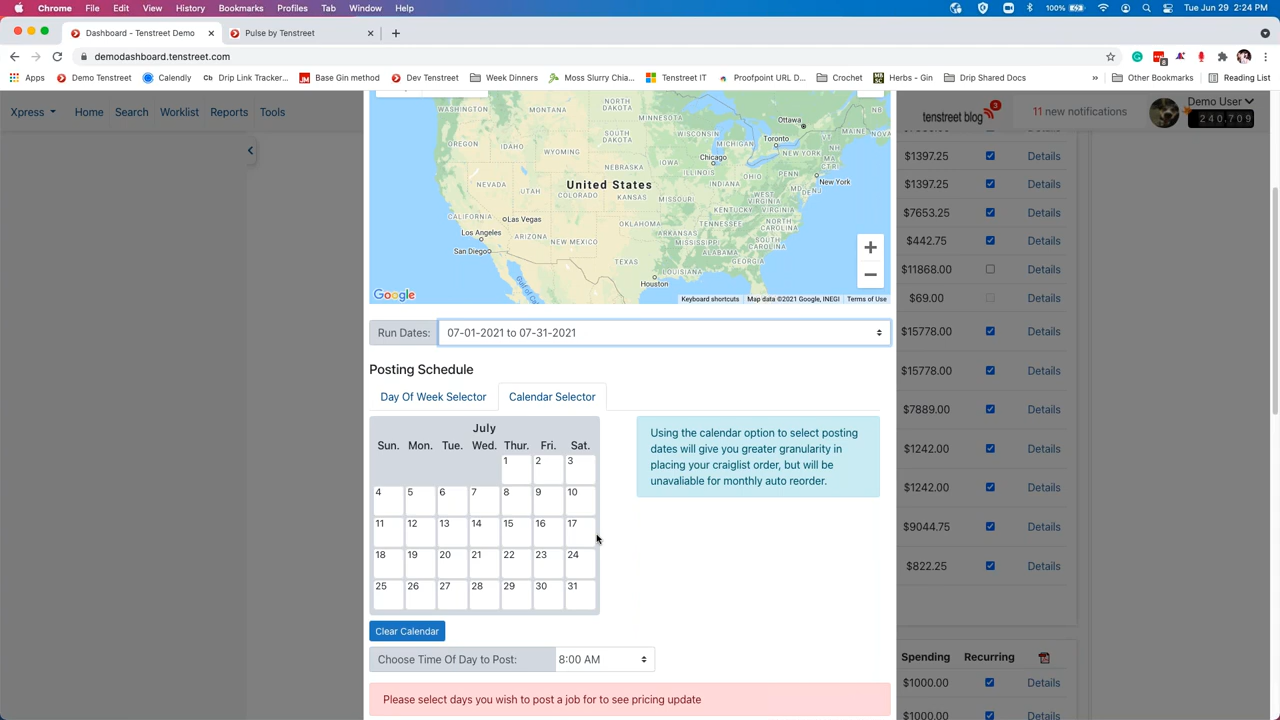 Chrome File Edit View History Bookmarks Profiles Tab Window Help 100% Tue Jun 29 2:24 PM
Dashboard - Tenstreet Demo Pulse by Tenstreet
demodashboard.tenstreet.com
Apps Demo Tenstreet Calendly Cb Drip Link Tracker... Base Gin method Dev Tenstreet Week Dinners Moss Slurry Chia... Tenstreet IT Proofpoint URL D... Crochet Herbs - Gin Drip Shared Docs » Other Bookmarks Reading List
Xpress Home Search Worklist Reports Tools
tenstreet blog 3 11 new notifications Demo User
240,709
WASHINGTON MONTANA NORTH DAKOTA MINNESOTA Ottawa
OREGON IDAHO WYOMING SOUTH DAKOTA WISCONSIN MICHIGAN Toronto
NEBRASKA IOWA Chicago ILLINOIS INDIANA OHIO New York
NEVADA UTAH COLORADO United States KANSAS MISSOURI
CALIFORNIA Las Vegas OKLAHOMA TENNESSEE
Los Angeles ARIZONA NEW MEXICO MISSISSIPPI
San Diego TEXAS ALABAMA GEORGIA
LOUISIANA
Houston
Google Keyboard shortcuts Map data ©2021 Google, INEGI Terms of Use
Run Dates: 07-01-2021 to 07-31-2021
Posting Schedule
Day Of Week Selector Calendar Selector
July
Sun. Mon. Tue. Wed. Thur. Fri. Sat.
1 2 3
4 5 6 7 8 9 10
11 12 13 14 15 16 17
18 19 20 21 22 23 24
25 26 27 28 29 30 31
Using the calendar option to select posting
dates will give you greater granularity in
placing your craiglist order, but will be
unavaliable for monthly auto reorder.
Clear Calendar
Choose Time Of Day to Post: 8:00 AM
Please select days you wish to post a job for to see pricing update
$1397.25 Details
$1397.25 Details
$7653.25 Details
$442.75 Details
$11868.00 Details
$69.00 Details
$15778.00 Details
$15778.00 Details
$7889.00 Details
$1242.00 Details
$1242.00 Details
$9044.75 Details
$822.25 Details
Spending Recurring
$1000.00 Details
$1000.00 Details